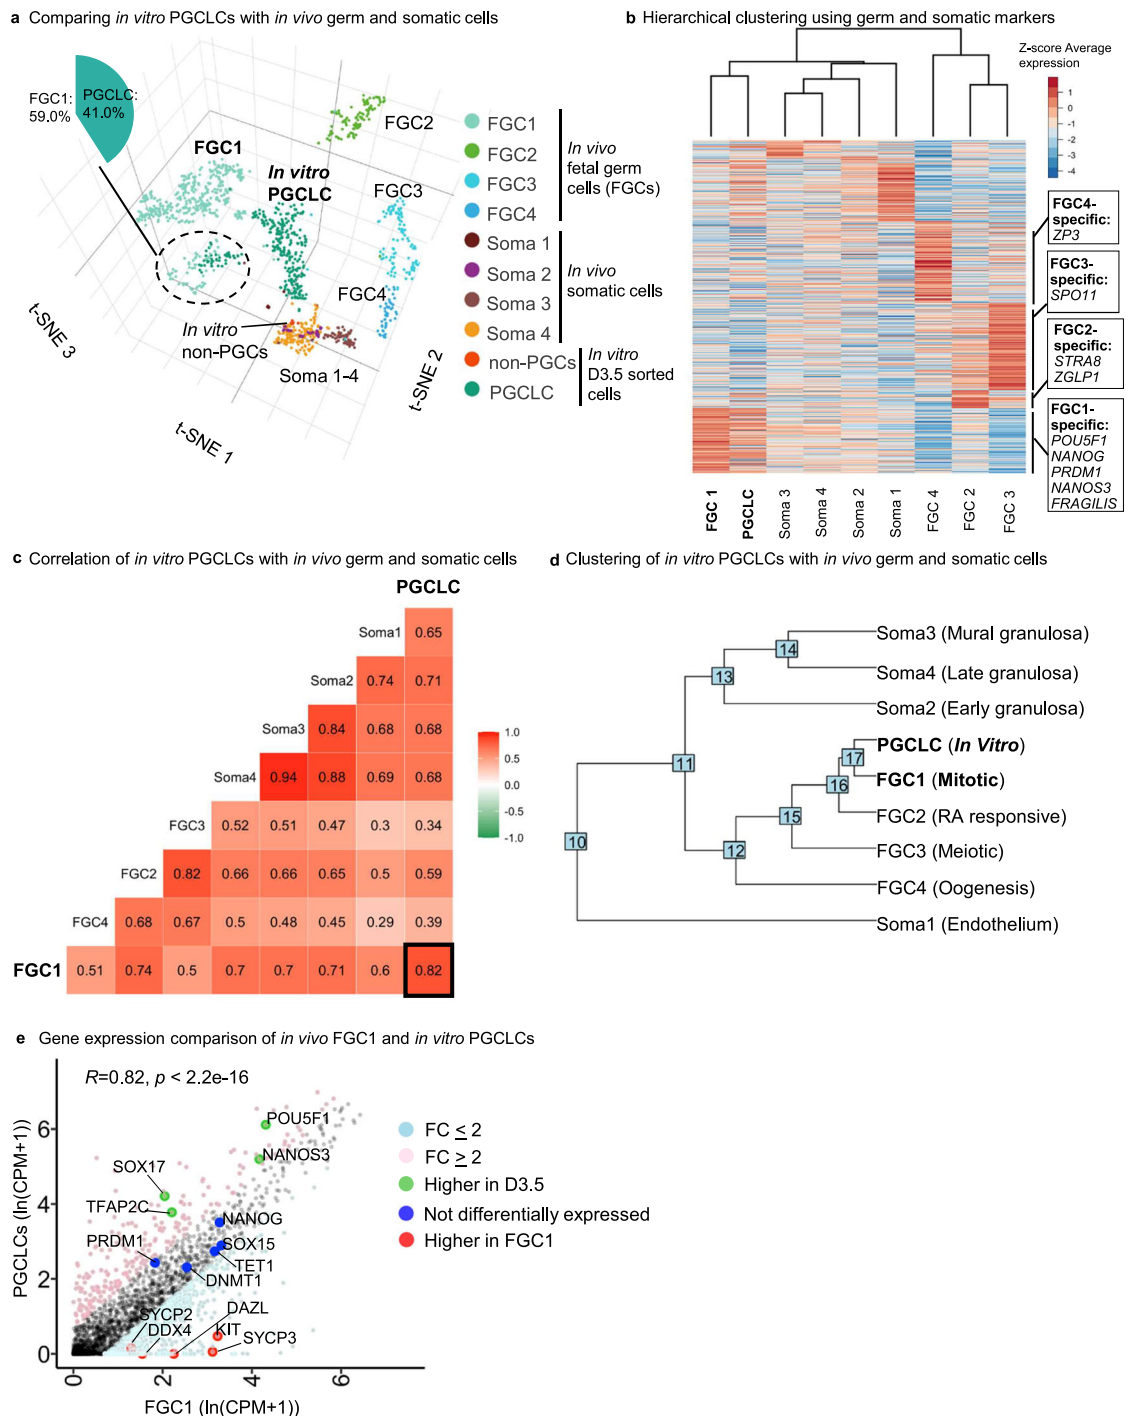 a Comparing in vitro PGCLCs with in vivo germ and somatic cells
FGC1:
59.0%
PGCLC:
41.0%
FGC1
In vitro
PGCLC
FGC2
FGC3
FGC4
In vitro
non-PGCs
Soma 1-4
t-SNE 3
t-SNE 1
t-SNE 2
FGC1
FGC2
FGC3
FGC4
Soma 1
Soma 2
Soma 3
Soma 4
non-PGCs
PGCLC
In vivo
fetal germ
cells (FGCs)
In vivo
somatic cells
In vitro
D3.5 sorted
cells
b Hierarchical clustering using germ and somatic markers
Z-score Average
expression
1
0
-1
-2
-3
-4
FGC4-
specific:
ZP3
FGC3-
specific:
SPO11
FGC2-
specific:
STRA8
ZGLP1
FGC1-
specific:
POU5F1
NANOG
PRDM1
NANOS3
FRAGILIS
FGC 1
PGCLC
Soma 3
Soma 4
Soma 2
Soma 1
FGC 4
FGC 2
FGC 3
c Correlation of in vitro PGCLCs with in vivo germ and somatic cells
PGCLC
Soma1 0.65
Soma2 0.74 0.71
Soma3 0.84 0.68 0.68
Soma4 0.94 0.88 0.69 0.68
FGC3 0.52 0.51 0.47 0.3 0.34
FGC2 0.82 0.66 0.66 0.65 0.5 0.59
FGC4 0.68 0.67 0.5 0.48 0.45 0.29 0.39
FGC1 0.51 0.74 0.5 0.7 0.7 0.71 0.6 0.82
1.0
0.5
0.0
-0.5
-1.0
d Clustering of in vitro PGCLCs with in vivo germ and somatic cells
10
11
12
13
14
15
16
17
Soma3 (Mural granulosa)
Soma4 (Late granulosa)
Soma2 (Early granulosa)
PGCLC (In Vitro)
FGC1 (Mitotic)
FGC2 (RA responsive)
FGC3 (Meiotic)
FGC4 (Oogenesis)
Soma1 (Endothelium)
e Gene expression comparison of in vivo FGC1 and in vitro PGCLCs
R=0.82, p < 2.2e-16
PGCLCs (ln(CPM+1))
6
4
2
0
POU5F1
NANOS3
SOX17
TFAP2C
NANOG
PRDM1
SOX15
TET1
DNMT1
SYCP2
DAZL
DDX4
KIT
SYCP3
0
2
4
6
FGC1 (ln(CPM+1))
FC ≤ 2
FC ≥ 2
Higher in D3.5
Not differentially expressed
Higher in FGC1